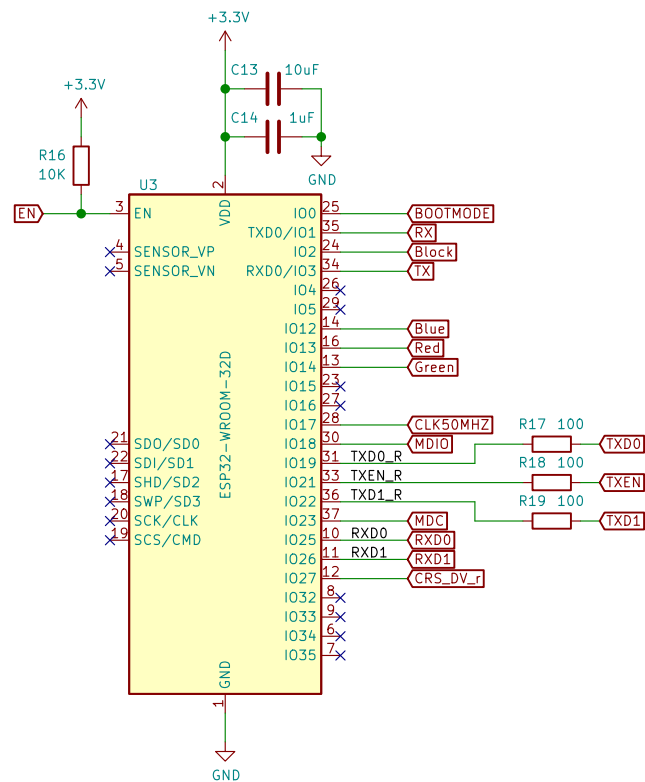 +3.3V
C13 10uF
+3.3V
C14 1uF
R16
10K
GND
U3
2
VDD
EN 3 EN
IO0 25 BOOTMODE
TXD0/IO1 35 RX
4 SENSOR_VP
IO2 24 Block
5 SENSOR_VN
RXD0/IO3 34 TX
IO4 26
IO5 29
IO12 14 Blue
IO13 16 Red
IO14 13 Green
IO15 23
IO16 27
IO17 28 CLK50MHZ
R17 100
21 SDO/SD0
IO18 30 MDIO
TXD0
22 SDI/SD1
IO19 31 TXD0_R
R18 100
17 SHD/SD2
IO21 33 TXEN_R
TXEN
18 SWP/SD3
IO22 36 TXD1_R
R19 100
20 SCK/CLK
IO23 37 MDC
TXD1
19 SCS/CMD
IO25 10 RXD0 RXD0
IO26 11 RXD1 RXD1
IO27 12 CRS_DV_r
IO32 8
IO33 9
IO34 6
IO35 7
ESP32-WROOM-32D
GND
1
GND